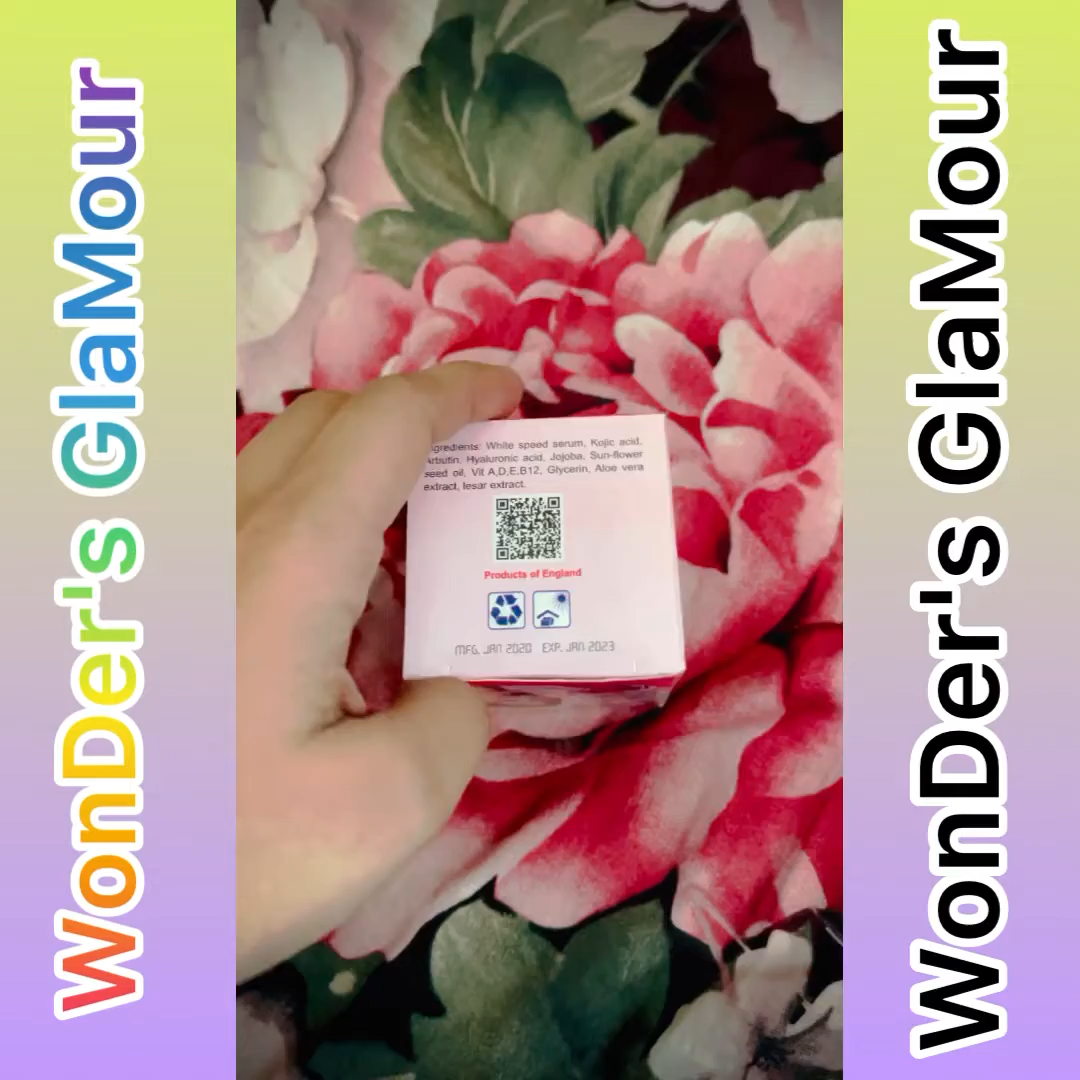 WonDer's GlaMour
Ingredients: White speed serum, Kojic acid,
Arbutin, Hyaluronic acid, Jojoba, Sun-flower
seed oil, Vit A,D,E,B12, Glycerin, Aloe vera
extract, lesar extract.
Products of England
MFG. JAN 2020 EXP. JAN 2023
WonDer's GlaMour